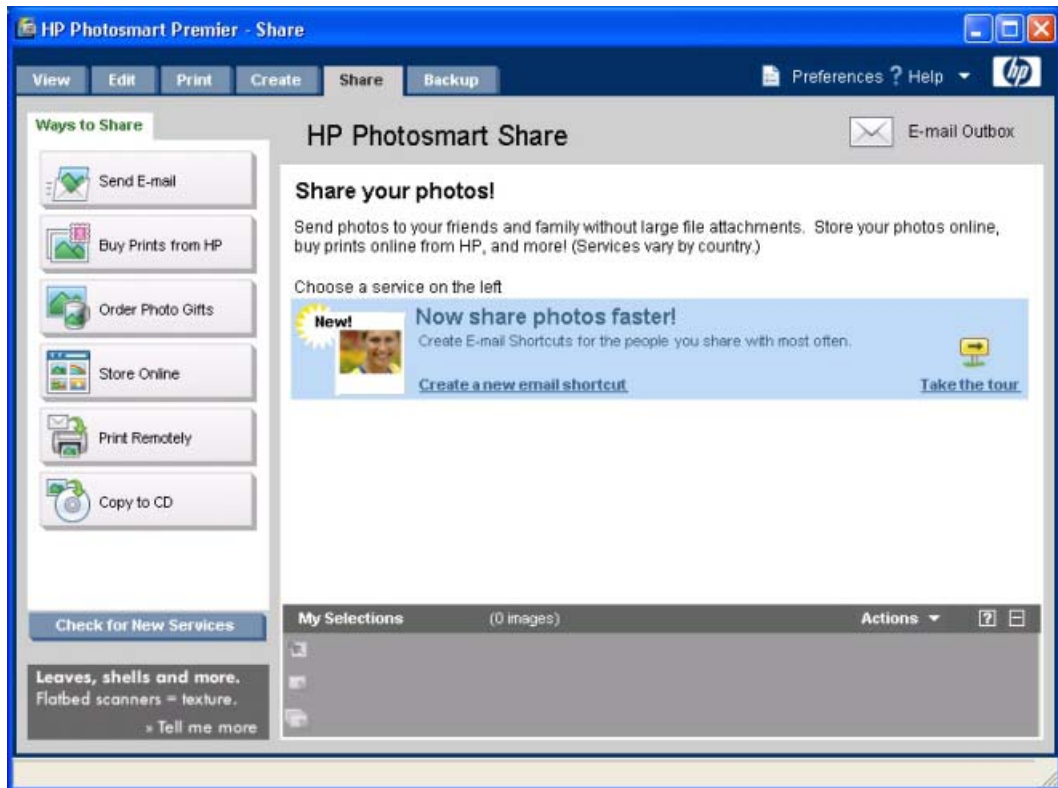 HP Photosmart Premier - Share
View Edit Print Create Share Backup
Preferences ? Help
hp
Ways to Share
Send E-mail
Buy Prints from HP
Order Photo Gifts
Store Online
Print Remotely
Copy to CD
Check for New Services
Leaves, shells and more.
Flatbed scanners = texture.
» Tell me more
HP Photosmart Share
E-mail Outbox
Share your photos!
Send photos to your friends and family without large file attachments. Store your photos online,
buy prints online from HP, and more! (Services vary by country.)
Choose a service on the left
New!
Now share photos faster!
Create E-mail Shortcuts for the people you share with most often.
Create a new email shortcut
Take the tour
My Selections (0 images) Actions ?